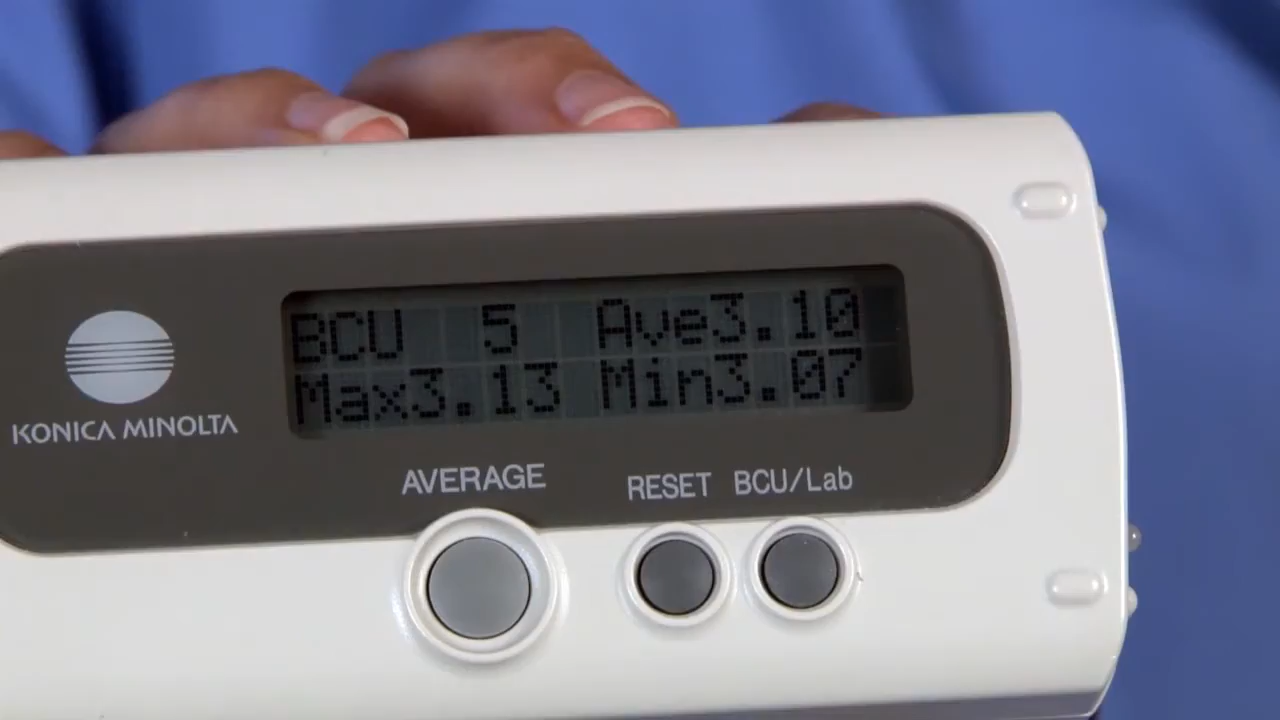 BCU 5 Ave3.10
Max3.13 Min3.07
KONICA MINOLTA
AVERAGE RESET BCU/Lab